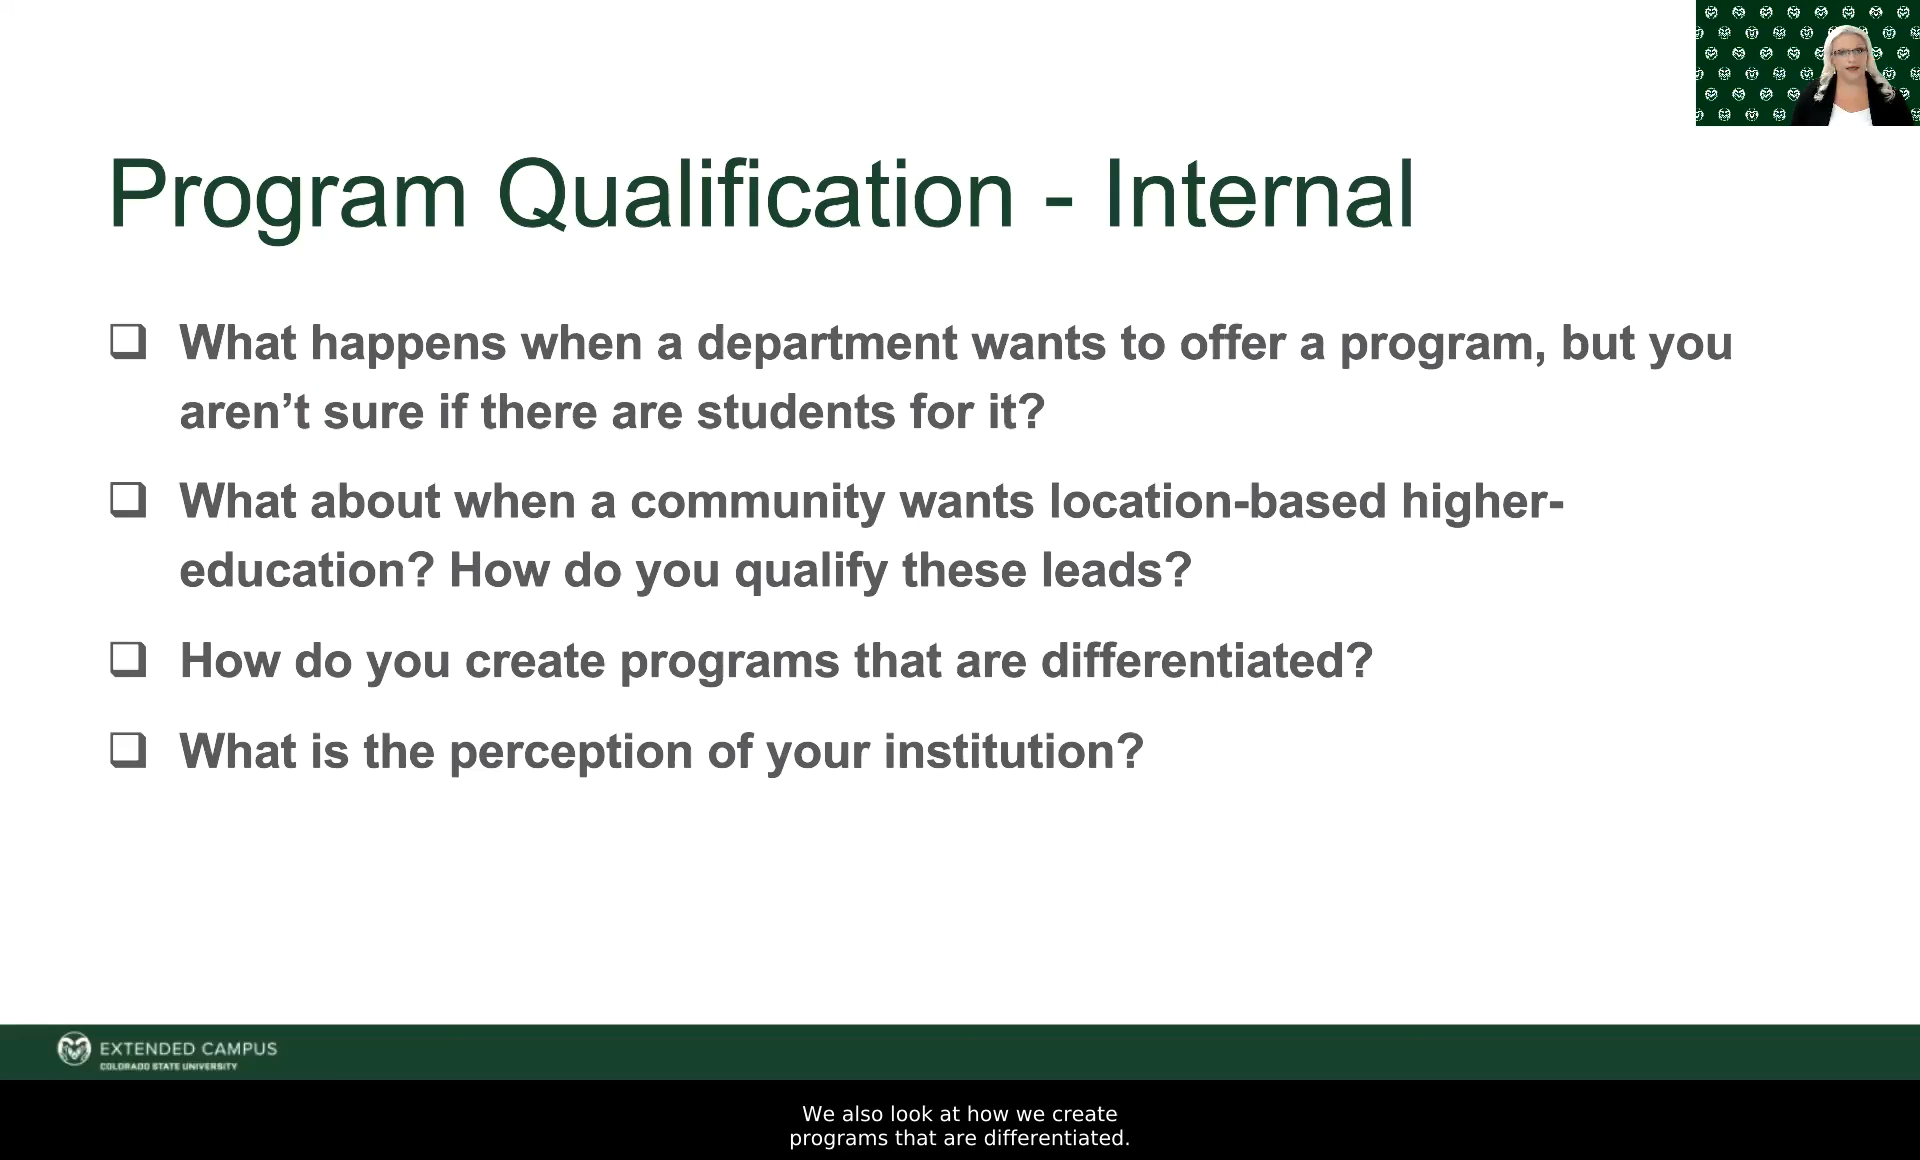 Program Qualification - Internal
What happens when a department wants to offer a program, but you
aren’t sure if there are students for it?
What about when a community wants location-based higher-
education? How do you qualify these leads?
How do you create programs that are differentiated?
What is the perception of your institution?
EXTENDED CAMPUS
COLORADO STATE UNIVERSITY
We also look at how we create
programs that are differentiated.